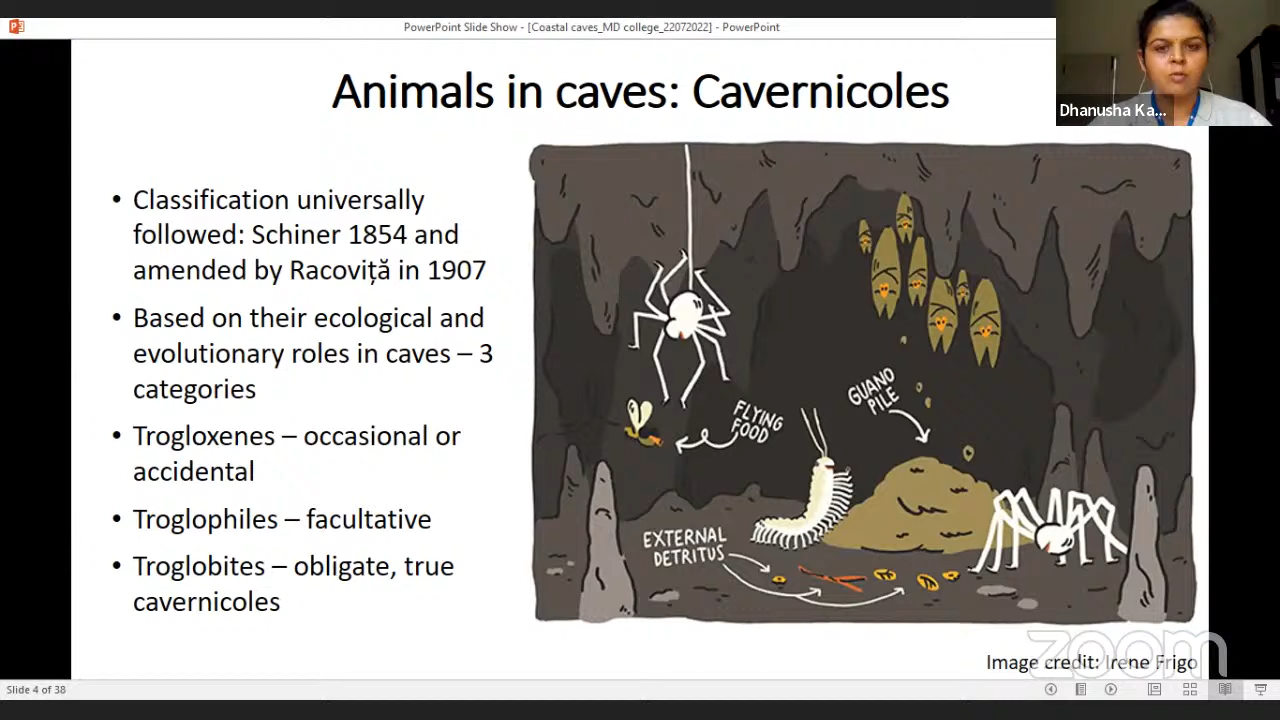 PowerPoint Slide Show - [Coastal caves_MD college_22072022] - PowerPoint
Dhanusha Ka...
Animals in caves: Cavernicoles
• Classification universally
followed: Schiner 1854 and
amended by Racoviță in 1907
• Based on their ecological and
evolutionary roles in caves – 3
categories
• Trogloxenes – occasional or
accidental
• Troglophiles – facultative
• Troglobites – obligate, true
cavernicoles
FLYING
FOOD
GUANO
PILE
EXTERNAL
DETRITUS
Image credit: Irene Frigo
zoom
Slide 4 of 38